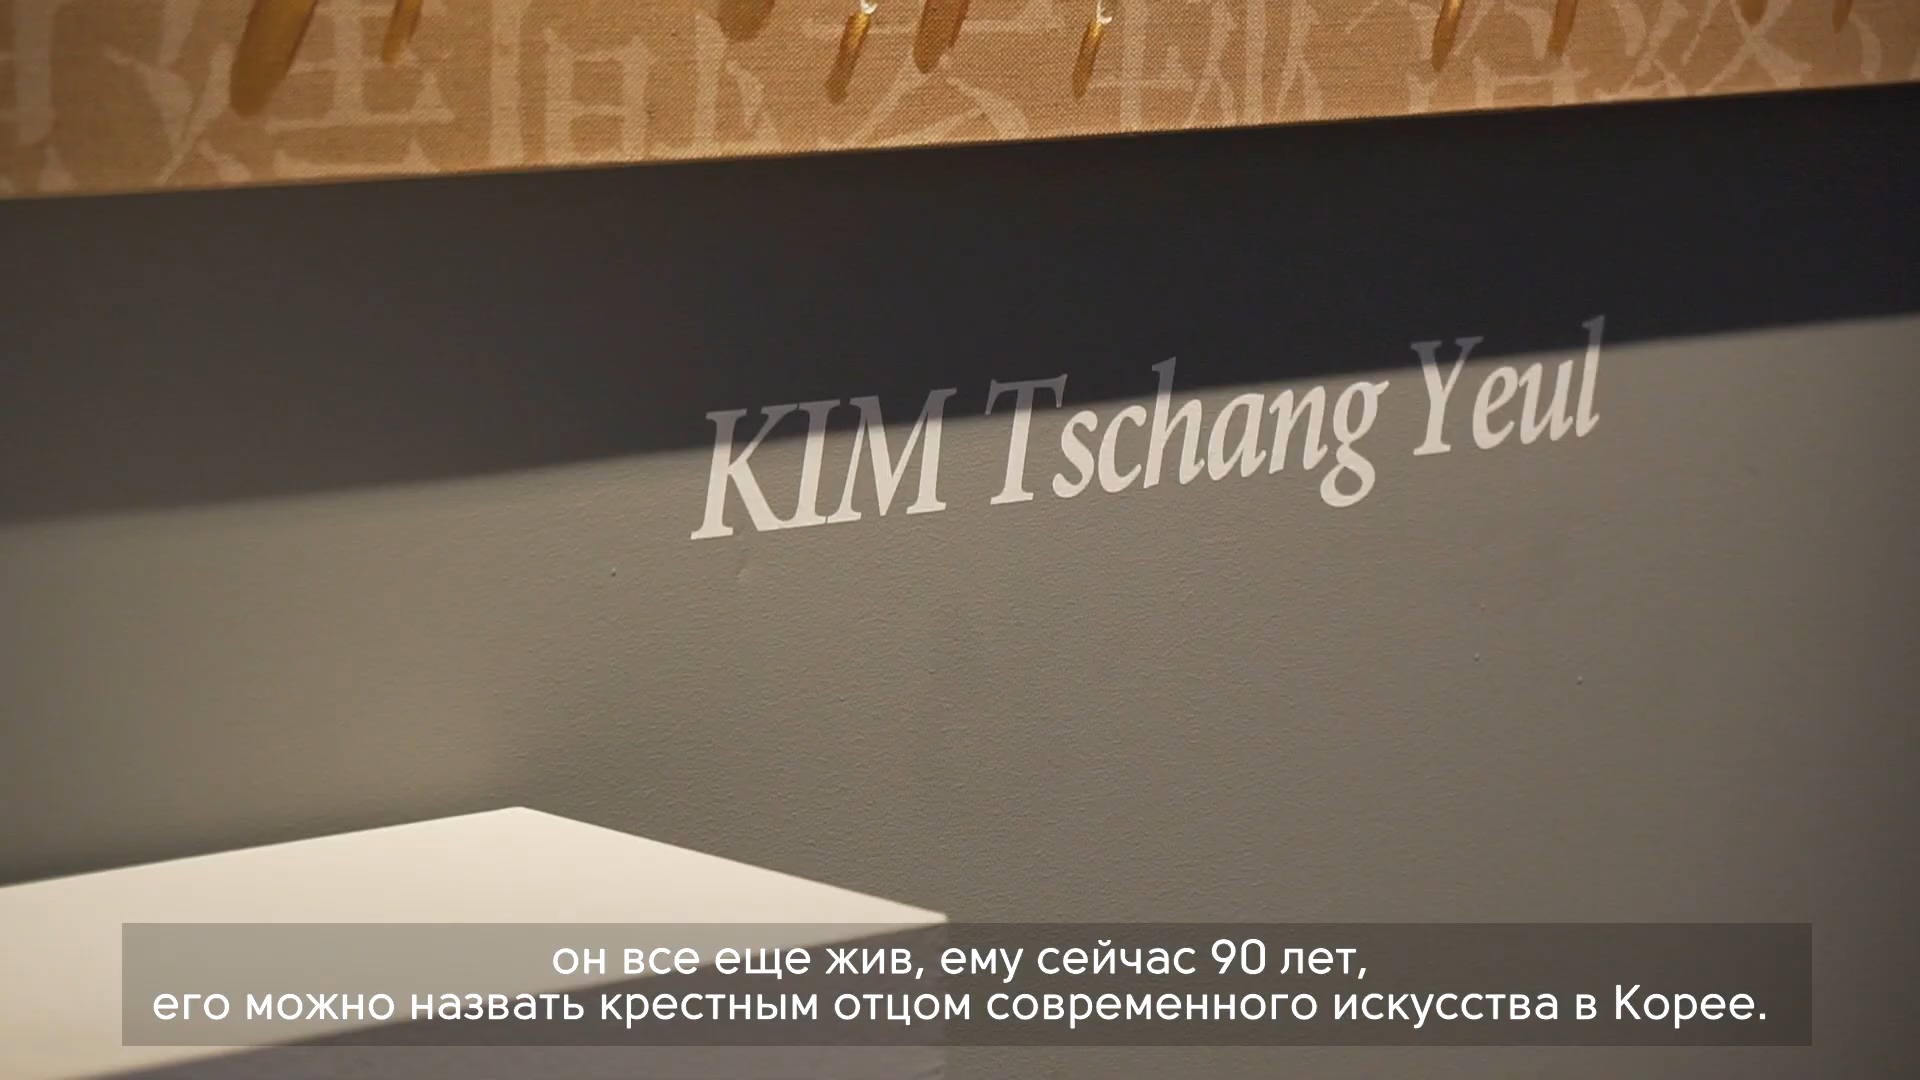 KIM Tschang Yeul
он все еще жив, ему сейчас 90 лет,
его можно назвать крестным отцом современного искусства в Корее.